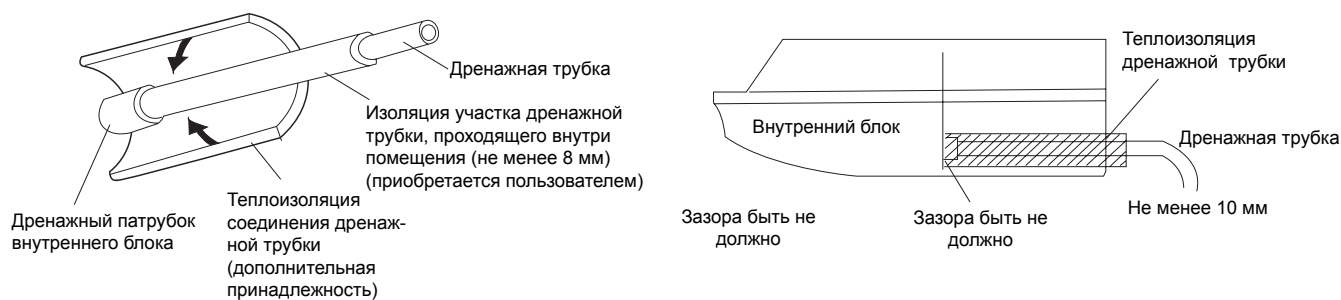 Дренажная трубка
Изоляция участка дренажной
трубки, проходящего внутри
помещения (не менее 8 мм)
(приобретается пользователем)
Дренажный патрубок
внутреннего блока
Теплоизоляция
соединения дренаж-
ной трубки
(дополнительная
принадлежность)
Теплоизоляция
дренажной трубки
Внутренний блок
Дренажная трубка
Не менее 10 мм
Зазора быть не
должно
Зазора быть не
должно